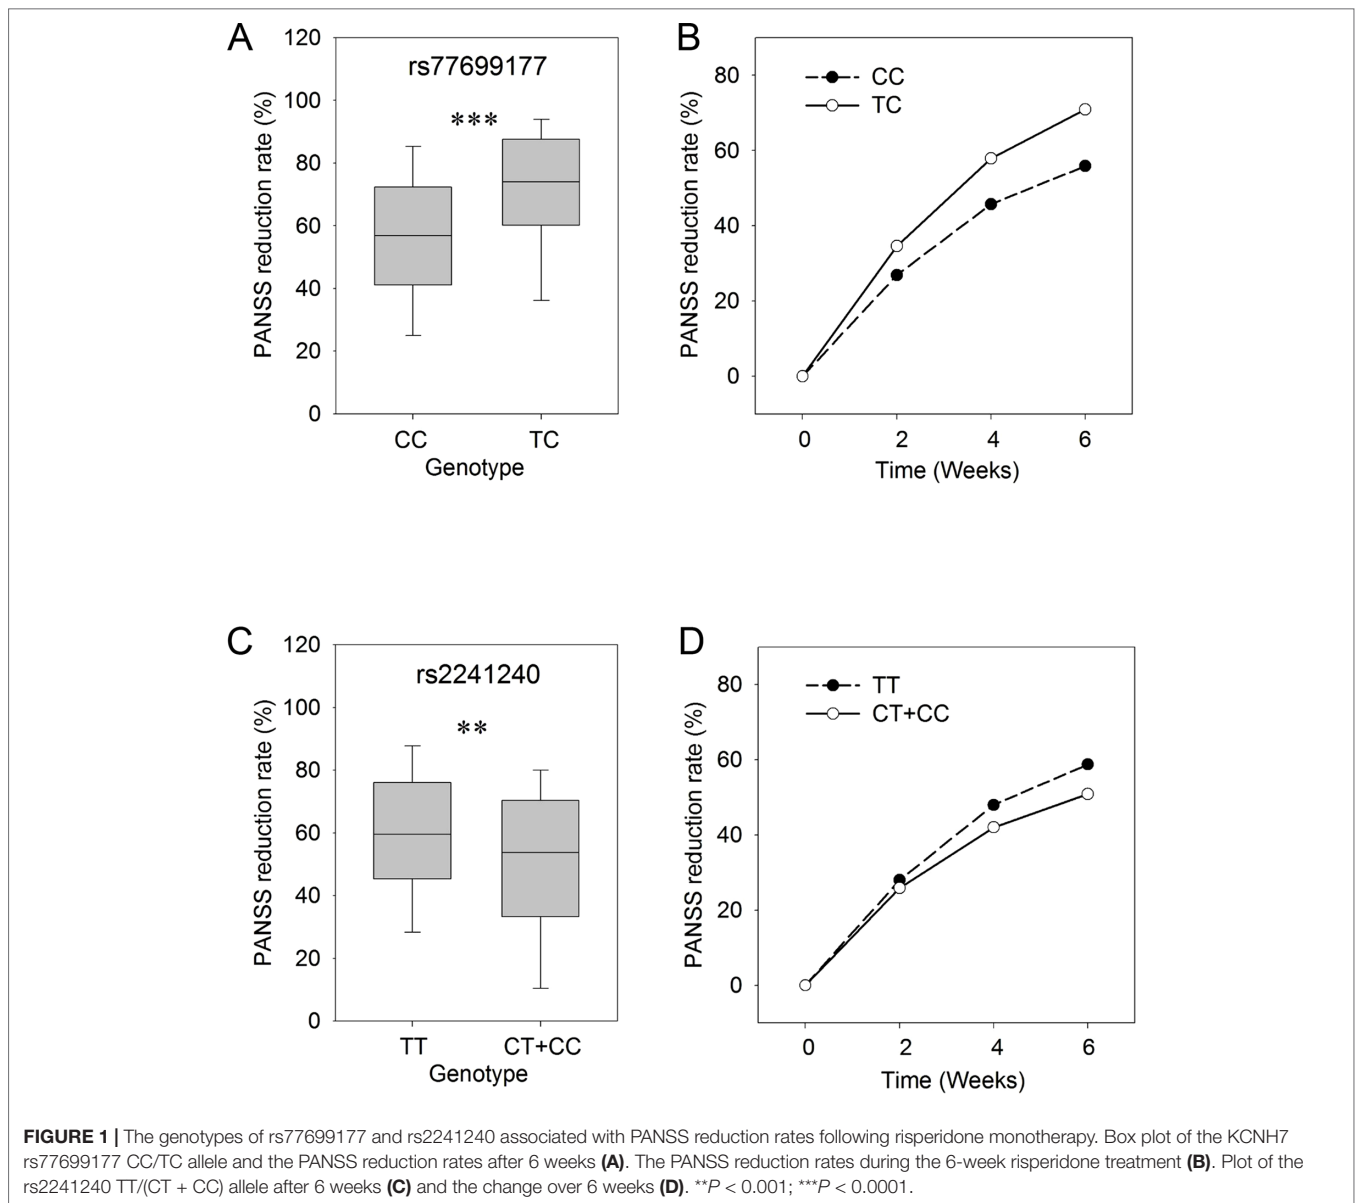 A
120
100
80
60
40
20
0
PANSS reduction rate (%)
rs77699177
***
CC TC
Genotype
B
80
60
40
20
0
PANSS reduction rate (%)
CC
TC
0 2 4 6
Time (Weeks)
C
120
100
80
60
40
20
0
PANSS reduction rate (%)
rs2241240
**
TT CT+CC
Genotype
D
80
60
40
20
0
PANSS reduction rate (%)
TT
CT+CC
0 2 4 6
Time (Weeks)
FIGURE 1 | The genotypes of rs77699177 and rs2241240 associated with PANSS reduction rates following risperidone monotherapy. Box plot of the KCNH7
rs77699177 CC/TC allele and the PANSS reduction rates after 6 weeks (A). The PANSS reduction rates during the 6-week risperidone treatment (B). Plot of the
rs2241240 TT/(CT + CC) allele after 6 weeks (C) and the change over 6 weeks (D). **P < 0.001; ***P < 0.0001.